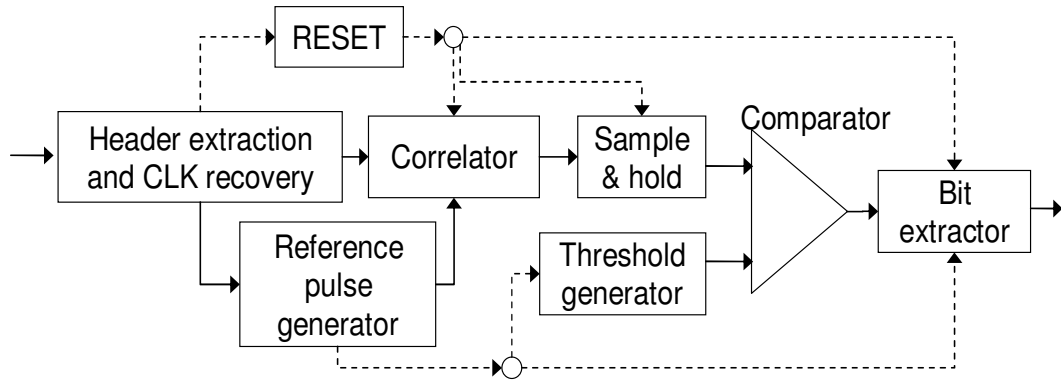 RESET
Header extraction
and CLK recovery
Correlator
Sample
& hold
Comparator
Bit
extractor
Reference
pulse
generator
Threshold
generator